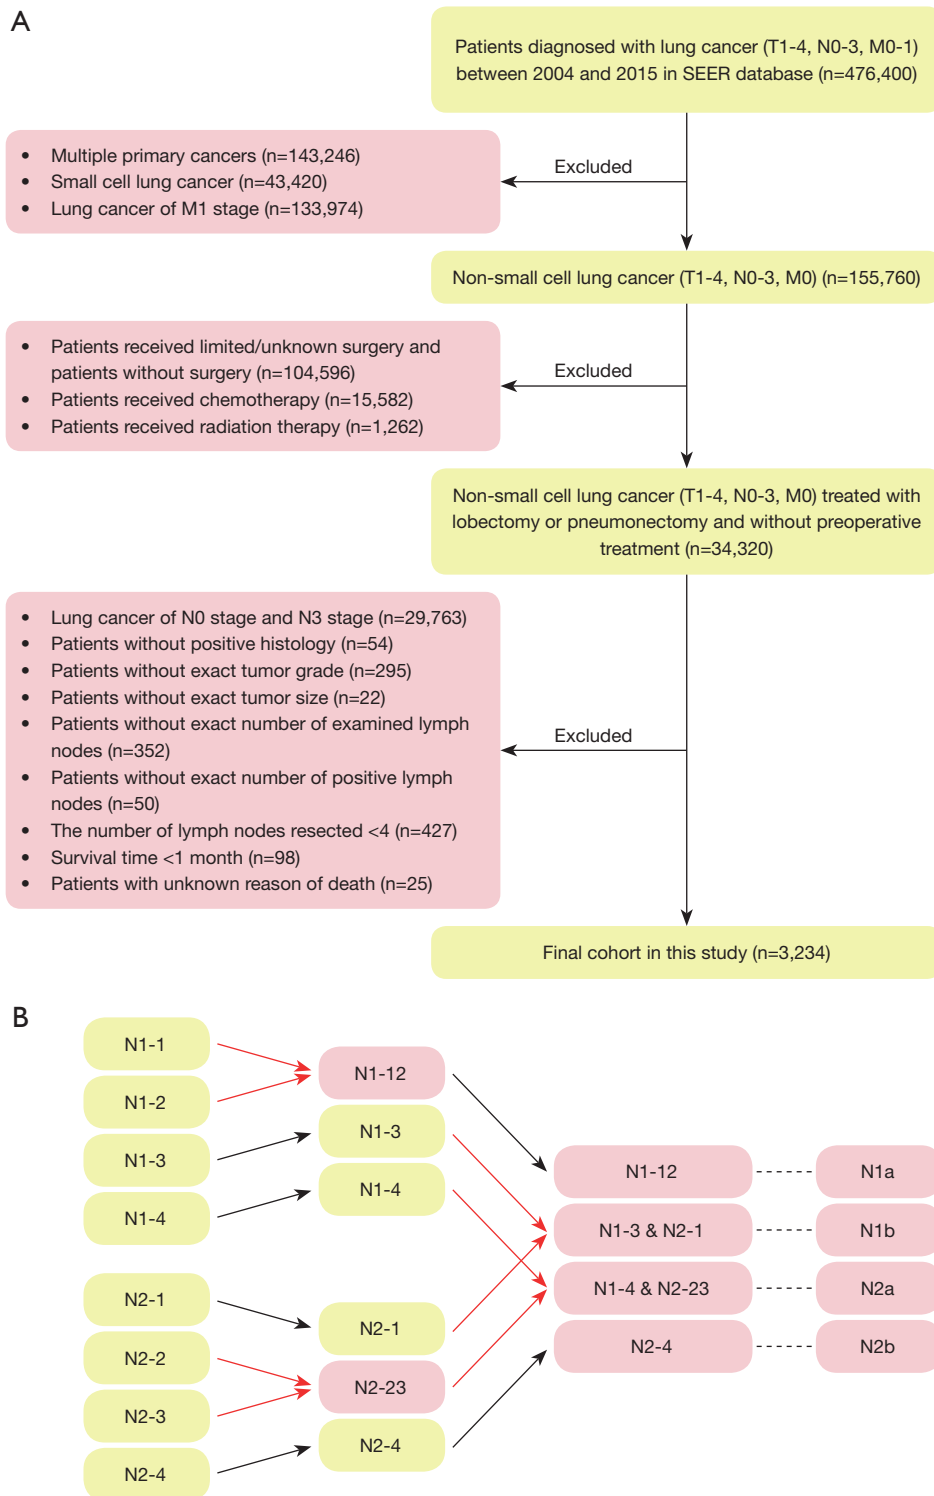 A
Patients diagnosed with lung cancer (T1-4, N0-3, M0-1)
between 2004 and 2015 in SEER database (n=476,400)
• Multiple primary cancers (n=143,246)
• Small cell lung cancer (n=43,420)
• Lung cancer of M1 stage (n=133,974)
Excluded
Non-small cell lung cancer (T1-4, N0-3, M0) (n=155,760)
• Patients received limited/unknown surgery and
patients without surgery (n=104,596)
• Patients received chemotherapy (n=15,582)
• Patients received radiation therapy (n=1,262)
Excluded
Non-small cell lung cancer (T1-4, N0-3, M0) treated with
lobectomy or pneumonectomy and without preoperative
treatment (n=34,320)
• Lung cancer of N0 stage and N3 stage (n=29,763)
• Patients without positive histology (n=54)
• Patients without exact tumor grade (n=295)
• Patients without exact tumor size (n=22)
• Patients without exact number of examined lymph
nodes (n=352)
• Patients without exact number of positive lymph
nodes (n=50)
• The number of lymph nodes resected <4 (n=427)
• Survival time <1 month (n=98)
• Patients with unknown reason of death (n=25)
Excluded
Final cohort in this study (n=3,234)
B
N1-1
N1-2
N1-3
N1-4
N2-1
N2-2
N2-3
N2-4
N1-12
N1-3
N1-4
N2-1
N2-23
N2-4
N1-12
N1-3 & N2-1
N1-4 & N2-23
N2-4
N1a
N1b
N2a
N2b